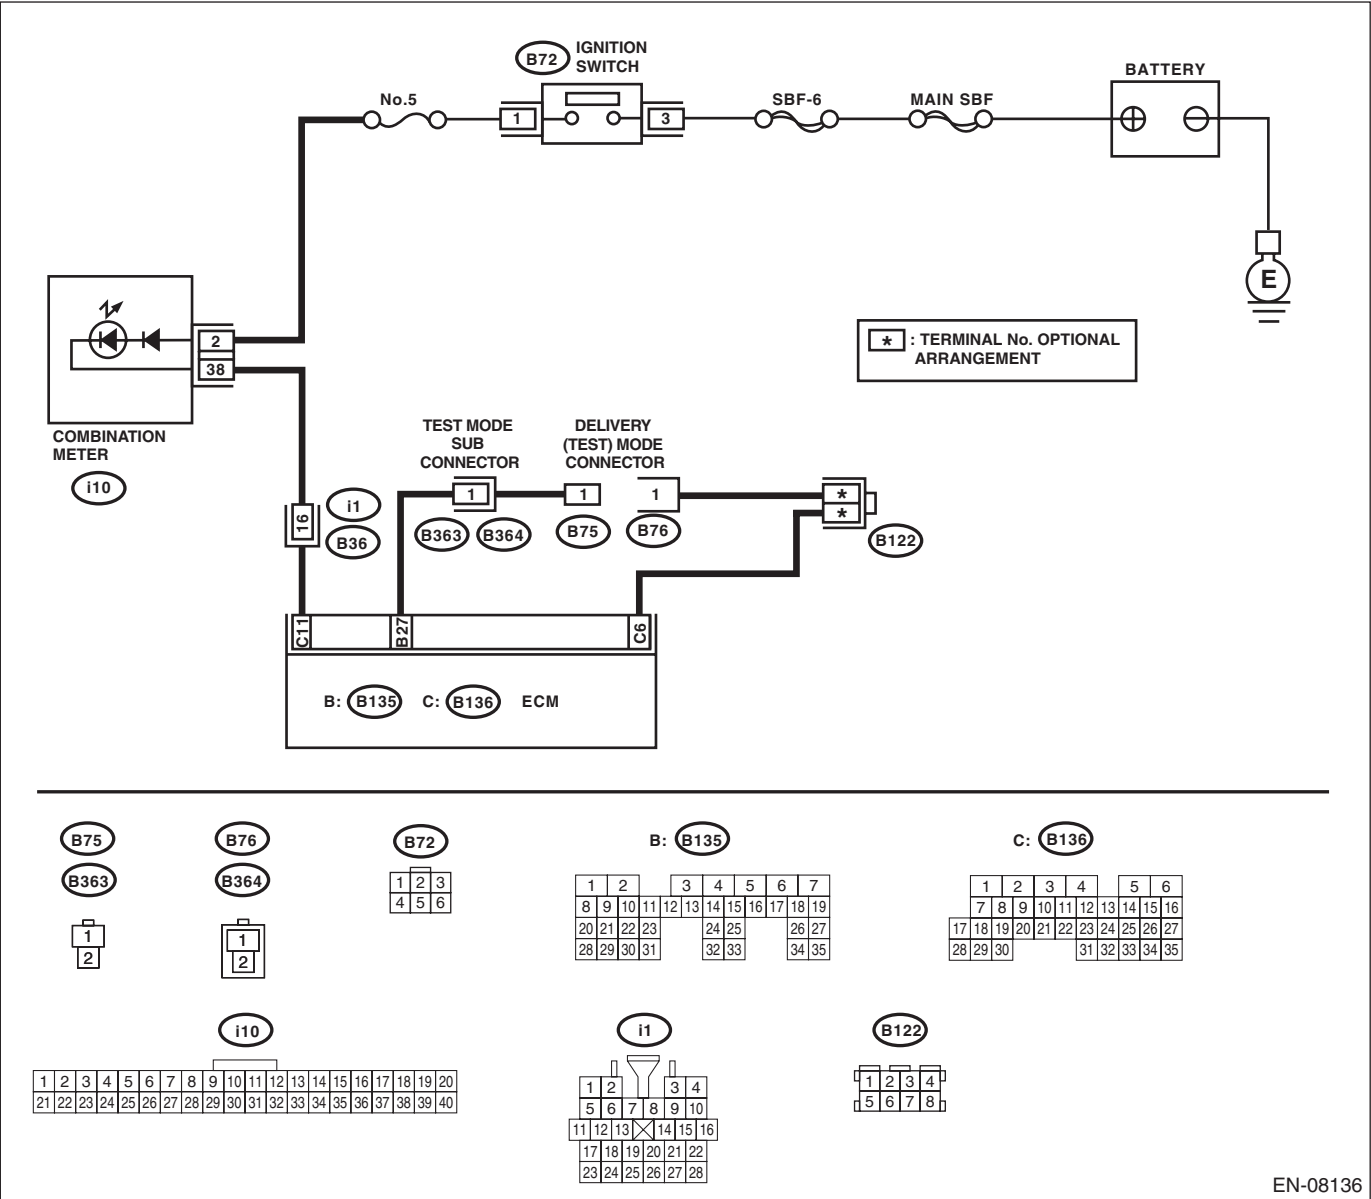 B72
IGNITION
SWITCH
BATTERY
No.5
SBF-6
MAIN SBF
1
3
E
2
38
* : TERMINAL No. OPTIONAL
ARRANGEMENT
COMBINATION
METER
i10
TEST MODE
SUB
CONNECTOR
DELIVERY
(TEST) MODE
CONNECTOR
1
1
1
*
*
16
i1
B36
B363
B364
B75
B76
B122
C11
B27
C6
B: B135 C: B136 ECM
B75
B363
1
2
B76
B364
1
2
B72
1 2 3
4 5 6
B: B135
1 2 3 4 5 6 7
8 9 10 11 12 13 14 15 16 17 18 19
20 21 22 23 24 25 26 27
28 29 30 31 32 33 34 35
C: B136
1 2 3 4 5 6
7 8 9 10 11 12 13 14 15 16
17 18 19 20 21 22 23 24 25 26 27
28 29 30 31 32 33 34 35
i10
1 2 3 4 5 6 7 8 9 10 11 12 13 14 15 16 17 18 19 20
21 22 23 24 25 26 27 28 29 30 31 32 33 34 35 36 37 38 39 40
i1
1 2 3 4
5 6 7 8 9 10
11 12 13 14 15 16
17 18 19 20 21 22
23 24 25 26 27 28
B122
1 2 3 4
5 6 7 8
EN-08136